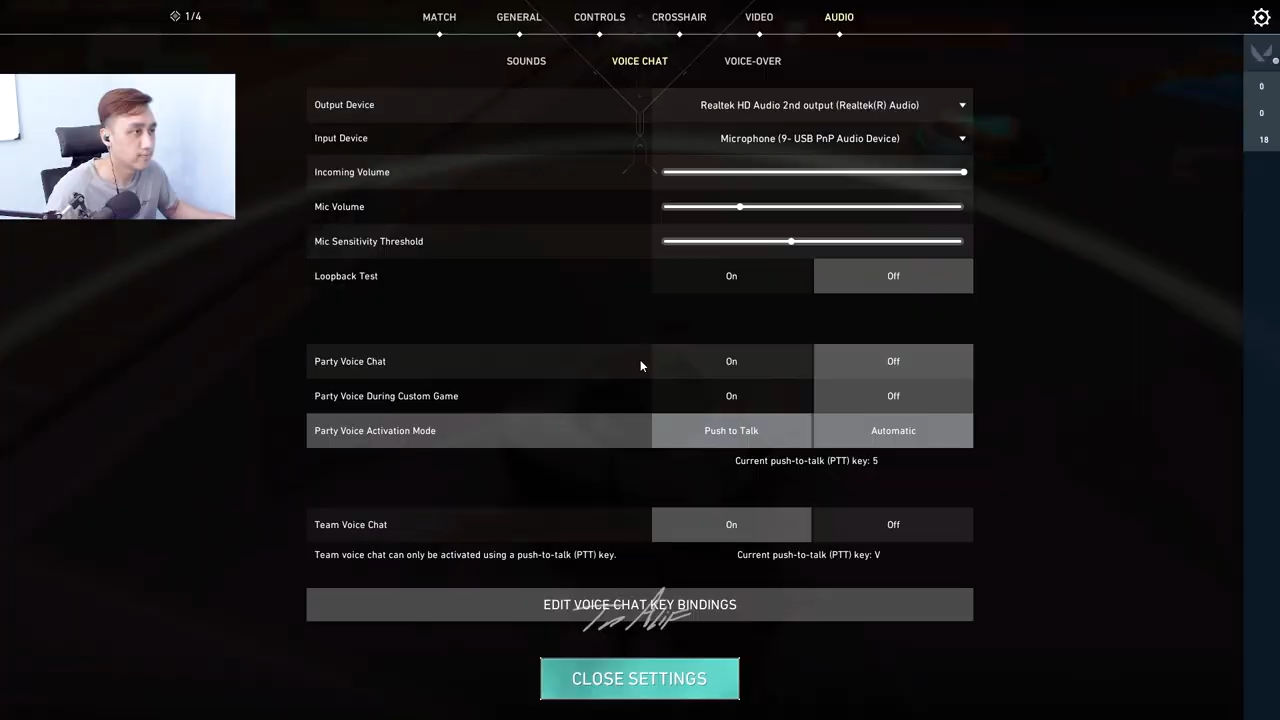 1/4
MATCH GENERAL CONTROLS CROSSHAIR VIDEO AUDIO
SOUNDS VOICE CHAT VOICE-OVER
Output Device Realtek HD Audio 2nd output (Realtek(R) Audio)
Input Device Microphone (9- USB PnP Audio Device)
Incoming Volume
Mic Volume
Mic Sensitivity Threshold
Loopback Test On Off
Party Voice Chat On Off
Party Voice During Custom Game On Off
Party Voice Activation Mode Push to Talk Automatic
Current push-to-talk (PTT) key: 5
Team Voice Chat On Off
Team voice chat can only be activated using a push-to-talk (PTT) key. Current push-to-talk (PTT) key: V
EDIT VOICE CHAT KEY BINDINGS
CLOSE SETTINGS
0
0
18